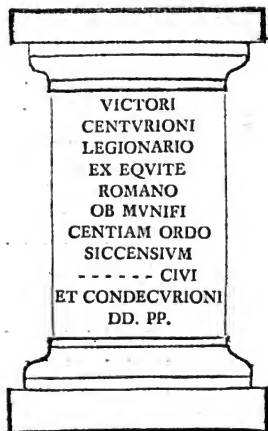 VICTORI
CENTVRIONI
LEGIONARIO
EX EQVITE
ROMANO
OB MVNIFI
CENTIAM ORDO
SICCENSIVM
- - - - - - CIVI
ET CONDECVRIONI
DD. PP.